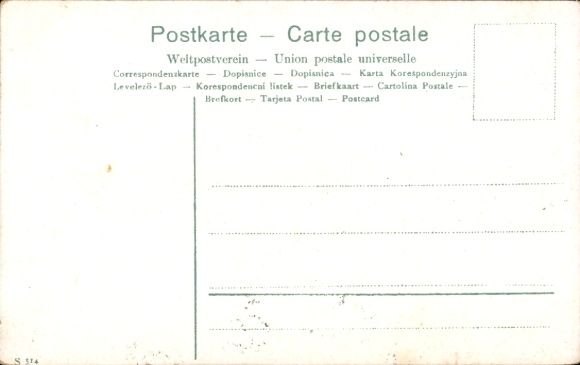 Postkarte — Carte postale
Weltpostverein — Union postale universelle
Correspondenzkarte — Dopisnice — Dopisnica — Karta Korespondenzyjna
Levelező-Lap — Korespondenční lístek — Briefkaart — Cartolina Postale —
Brefkort — Tarjeta Postal — Postcard
S 514